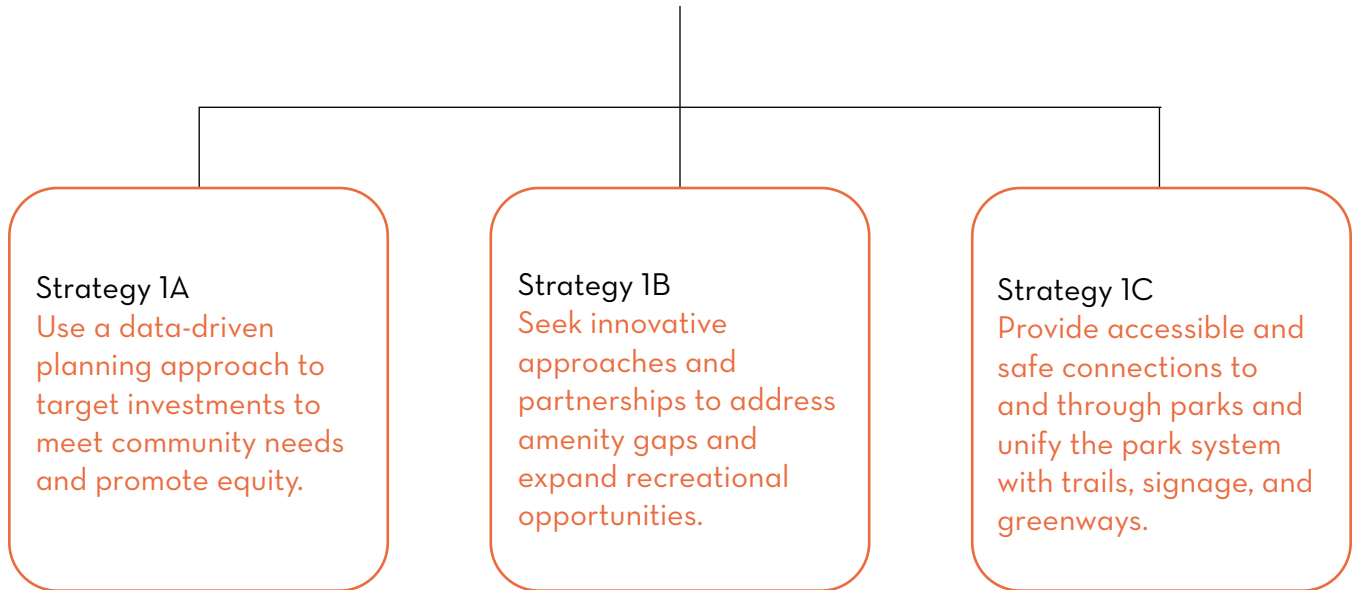 Strategy 1A
Use a data-driven
planning approach to
target investments to
meet community needs
and promote equity.
Strategy 1B
Seek innovative
approaches and
partnerships to address
amenity gaps and
expand recreational
opportunities.
Strategy 1C
Provide accessible and
safe connections to
and through parks and
unify the park system
with trails, signage, and
greenways.